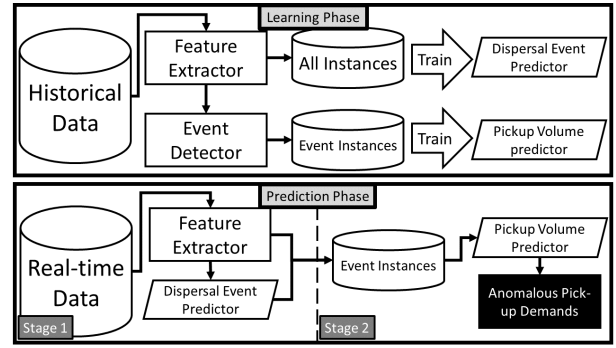 Learning Phase
Historical
Data
Feature
Extractor
All Instances
Train
Dispersal Event
Predictor
Event
Detector
Event Instances
Train
Pickup Volume
predictor
Prediction Phase
Real-time
Data
Feature
Extractor
Dispersal Event
Predictor
Event Instances
Pickup Volume
Predictor
Anomalous Pick-
up Demands
Stage 1
Stage 2